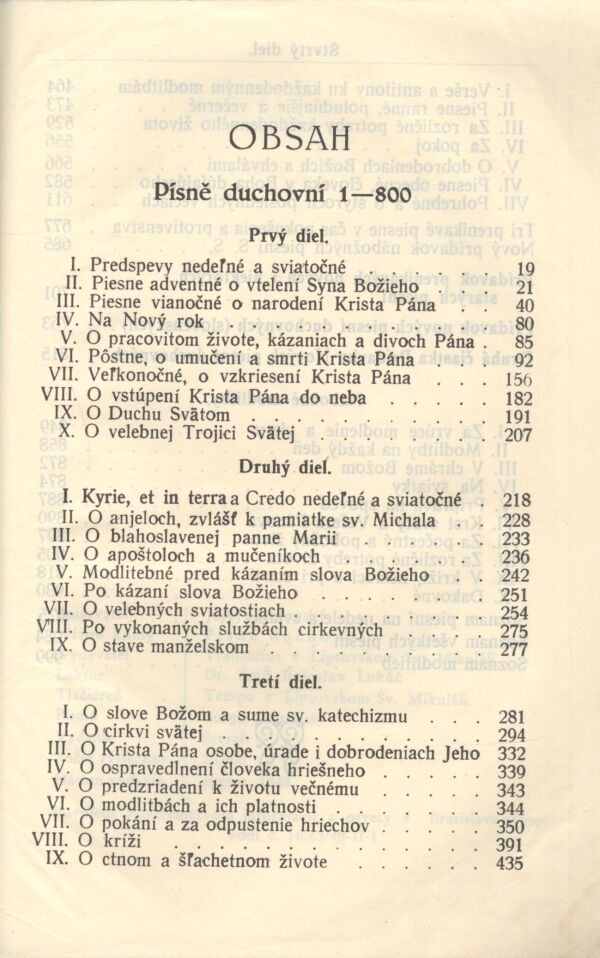 OBSAH
Písně duchovní 1—800
Prvý diel.
I. Predspevy nedeľné a sviatočné . . . . . . 19
II. Piesne adventné o vtelení Syna Božieho . . . 21
III. Piesne vianočné o narodení Krista Pána . . 40
IV. Na Nový rok . . . . . . . . . . . 80
V. O pracovitom živote, kázaniach a divoch Pána . 85
VI. Pôstne, o umučení a smrti Krista Pána . . . 92
VII. Veľkonočné, o vzkriesení Krista Pána . . . 156
VIII. O vstúpení Krista Pána do neba . . . . . 182
IX. O Duchu Svätom . . . . . . . . . . 191
X. O velebnej Trojici Svätej . . . . . . . . 207
Druhý diel.
I. Kyrie, et in terra a Credo nedeľné a sviatočné . 218
II. O anjeloch, zvlášť k pamiatke sv. Michala . . 228
III. O blahoslavenej panne Marii . . . . . . 233
IV. O apoštoloch a mučeníkoch . . . . . . 236
V. Modlitebné pred kázaním slova Božieho . . 242
VI. Po kázaní slova Božieho . . . . . . . 251
VII. O velebných sviatostiach . . . . . . . . 254
VIII. Po vykonaných službách cirkevných . . . . 275
IX. O stave manželskom . . . . . . . . . 277
Tretí diel.
I. O slove Božom a sume sv. katechizmu . . . 281
II. O cirkvi svätej . . . . . . . . . . . 294
III. O Krista Pána osobe, úrade i dobrodeniach Jeho 332
IV. O ospravedlnení človeka hriešneho . . . . . 339
V. O predzriadení k životu večnému . . . . . 343
VI. O modlitbách a ich platnosti . . . . . . . 344
VII. O pokání a za odpustenie hriechov . . . . . 350
VIII. O kríži . . . . . . . . . . . . . 391
IX. O ctnom a šľachetnom živote . . . . . . 435